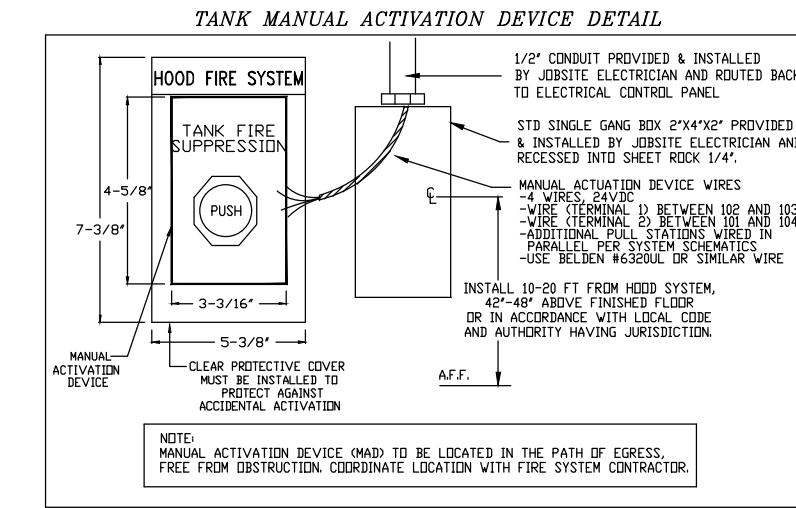 TANK MANUAL ACTIVATION DEVICE DETAIL
HOOD FIRE SYSTEM
TANK FIRE
SUPPRESSION
PUSH
4-5/8"
7-3/8"
3-3/16"
5-3/8"
MANUAL
ACTIVATION
DEVICE
CLEAR PROTECTIVE COVER
MUST BE INSTALLED TO
PROTECT AGAINST
ACCIDENTAL ACTIVATION
1/2" CONDUIT PROVIDED & INSTALLED
BY JOBSITE ELECTRICIAN AND ROUTED BACK
TO ELECTRICAL CONTROL PANEL
STD SINGLE GANG BOX 2"X4"X2" PROVIDED
& INSTALLED BY JOBSITE ELECTRICIAN AND
RECESSED INTO SHEET ROCK 1/4".
MANUAL ACTUATION DEVICE WIRES
-4 WIRES, 24VDC
-WIRE (TERMINAL 1) BETWEEN 102 AND 103
-WIRE (TERMINAL 2) BETWEEN 101 AND 104
-ADDITIONAL PULL STATIONS WIRED IN
PARALLEL PER SYSTEM SCHEMATICS
-USE BELDEN #6320UL OR SIMILAR WIRE
℄
INSTALL 10-20 FT FROM HOOD SYSTEM,
42"-48" ABOVE FINISHED FLOOR
OR IN ACCORDANCE WITH LOCAL CODE
AND AUTHORITY HAVING JURISDICTION.
A.F.F.
NOTE:
MANUAL ACTIVATION DEVICE (MAD) TO BE LOCATED IN THE PATH OF EGRESS,
FREE FROM OBSTRUCTION. COORDINATE LOCATION WITH FIRE SYSTEM CONTRACTOR.